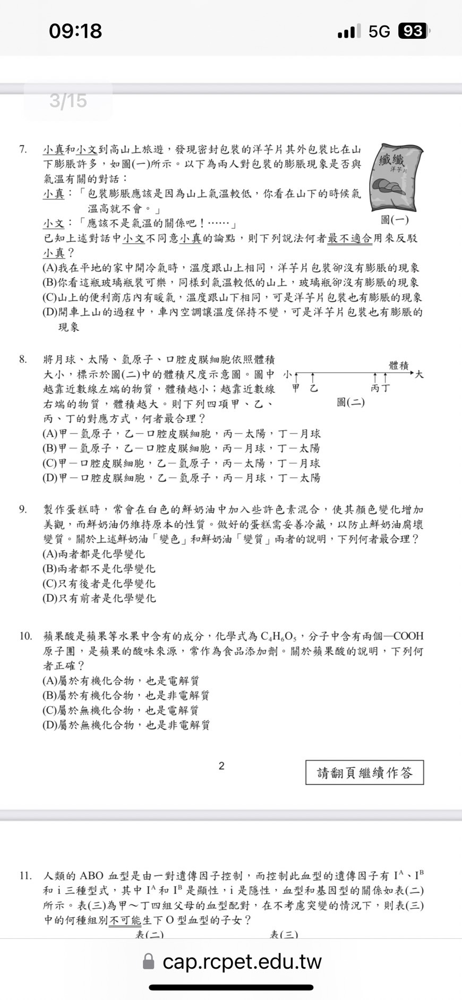 09:18
5G 93
3/15
7. 小真和小文到高山上旅遊，發現密封包裝的洋芋片其外包裝比在山
下膨脹許多，如圖(一)所示。以下為兩人對包裝的膨脹現象是否與
氣溫有關的對話：
小真：「包裝膨脹應該是因為山上氣溫較低，你看在山下的時候氣
溫高就不會。」
小文：「應該不是氣溫的關係吧！……」
已知上述對話中小文不同意小真的論點，則下列說法何者最不適合用來反駁
小真？
纖纖
洋芋片
圖(一)
(A)我在平地的家中開冷氣時，溫度跟山上相同，洋芋片包裝卻沒有膨脹的現象
(B)你看這瓶玻璃瓶裝可樂，同樣到氣溫較低的山上，玻璃瓶卻沒有膨脹的現象
(C)山上的便利商店內有暖氣，溫度跟山下相同，可是洋芋片包裝也有膨脹的現象
(D)開車上山的過程中，車內空調讓溫度保持不變，可是洋芋片包裝也有膨脹的
現象
8. 將月球、太陽、氫原子、口腔皮膜細胞依照體積
大小，標示於圖(二)中的體積尺度示意圖。圖中
越靠近數線左端的物質，體積越小；越靠近數線
右端的物質，體積越大。則下列四項甲、乙、
丙、丁的對應方式，何者最合理？
體積
小 大
甲 乙 丙 丁
圖(二)
(A)甲－氫原子，乙－口腔皮膜細胞，丙－太陽，丁－月球
(B)甲－氫原子，乙－口腔皮膜細胞，丙－月球，丁－太陽
(C)甲－口腔皮膜細胞，乙－氫原子，丙－太陽，丁－月球
(D)甲－口腔皮膜細胞，乙－氫原子，丙－月球，丁－太陽
9. 製作蛋糕時，常會在白色的鮮奶油中加入些許色素混合，使其顏色變化增加
美觀，而鮮奶油仍維持原本的性質。做好的蛋糕需妥善冷藏，以防止鮮奶油腐壞
變質。關於上述鮮奶油「變色」和鮮奶油「變質」兩者的說明，下列何者最合理？
(A)兩者都是化學變化
(B)兩者都不是化學變化
(C)只有後者是化學變化
(D)只有前者是化學變化
10. 蘋果酸是蘋果等水果中含有的成分，化學式為 C₄H₆O₅，分子中含有兩個—COOH
原子團，是蘋果的酸味來源，常作為食品添加劑。關於蘋果酸的說明，下列何
者正確？
(A)屬於有機化合物，也是電解質
(B)屬於有機化合物，也是非電解質
(C)屬於無機化合物，也是電解質
(D)屬於無機化合物，也是非電解質
2
請翻頁繼續作答
11. 人類的 ABO 血型是由一對遺傳因子控制，而控制此血型的遺傳因子有 Iᴬ、Iᴮ
和 i 三種型式，其中 Iᴬ 和 Iᴮ 是顯性，i 是隱性，血型和基因型的關係如表(二)
所示。表(三)為甲～丁四組父母的血型配對，在不考慮突變的情況下，則表(三)
中的何種組別不可能生下 O 型血型的子女？
表(二) 表(三)
cap.rcpet.edu.tw